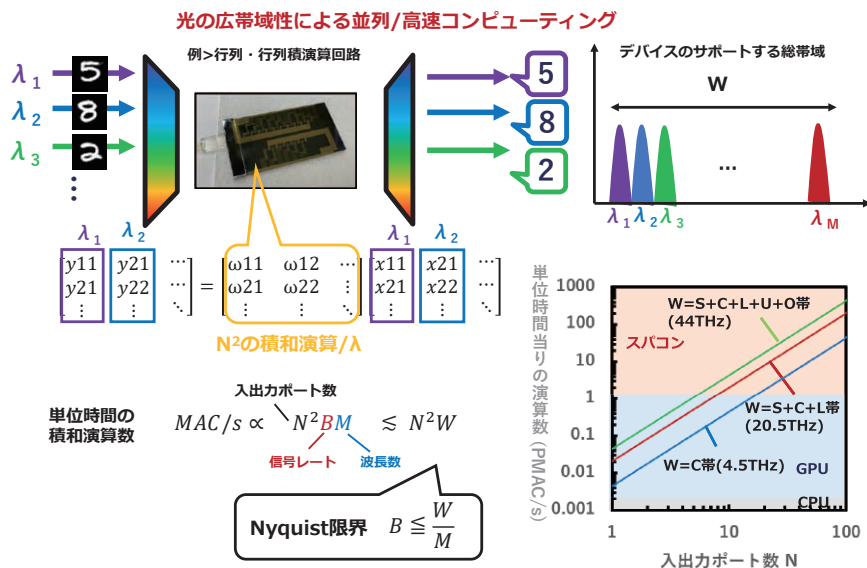 光の広帯域性による並列/高速コンピューティング
例>行列・行列積演算回路
λ1
λ2
λ3
⋮
5
8
2
5
8
2
デバイスのサポートする総帯域
W
...
λ1 λ2 λ3 λM
λ1 λ2 λ1 λ2
[y11 y21 ⋯
y21 y22 ⋯
⋮ ⋮ ⋱] = [ω11 ω12 ⋯
ω21 ω22 ⋮
⋮ ⋮ ⋱] [x11 x21 ⋯
x21 x22 ⋯
⋮ ⋮ ⋱]
N²の積和演算/λ
入出力ポート数
単位時間の
積和演算数
MAC/s ∝ N²BM ≲ N²W
信号レート
波長数
Nyquist限界 B ≦ W/M
単位時間当りの演算数 (PMAC/s)
1000
100
10
1
0.1
0.01
0.001
W=S+C+L+U+O帯
(44THz)
スパコン
W=S+C+L帯
(20.5THz)
W=C帯(4.5THz)
GPU
CPU
1 10 100
入出力ポート数 N